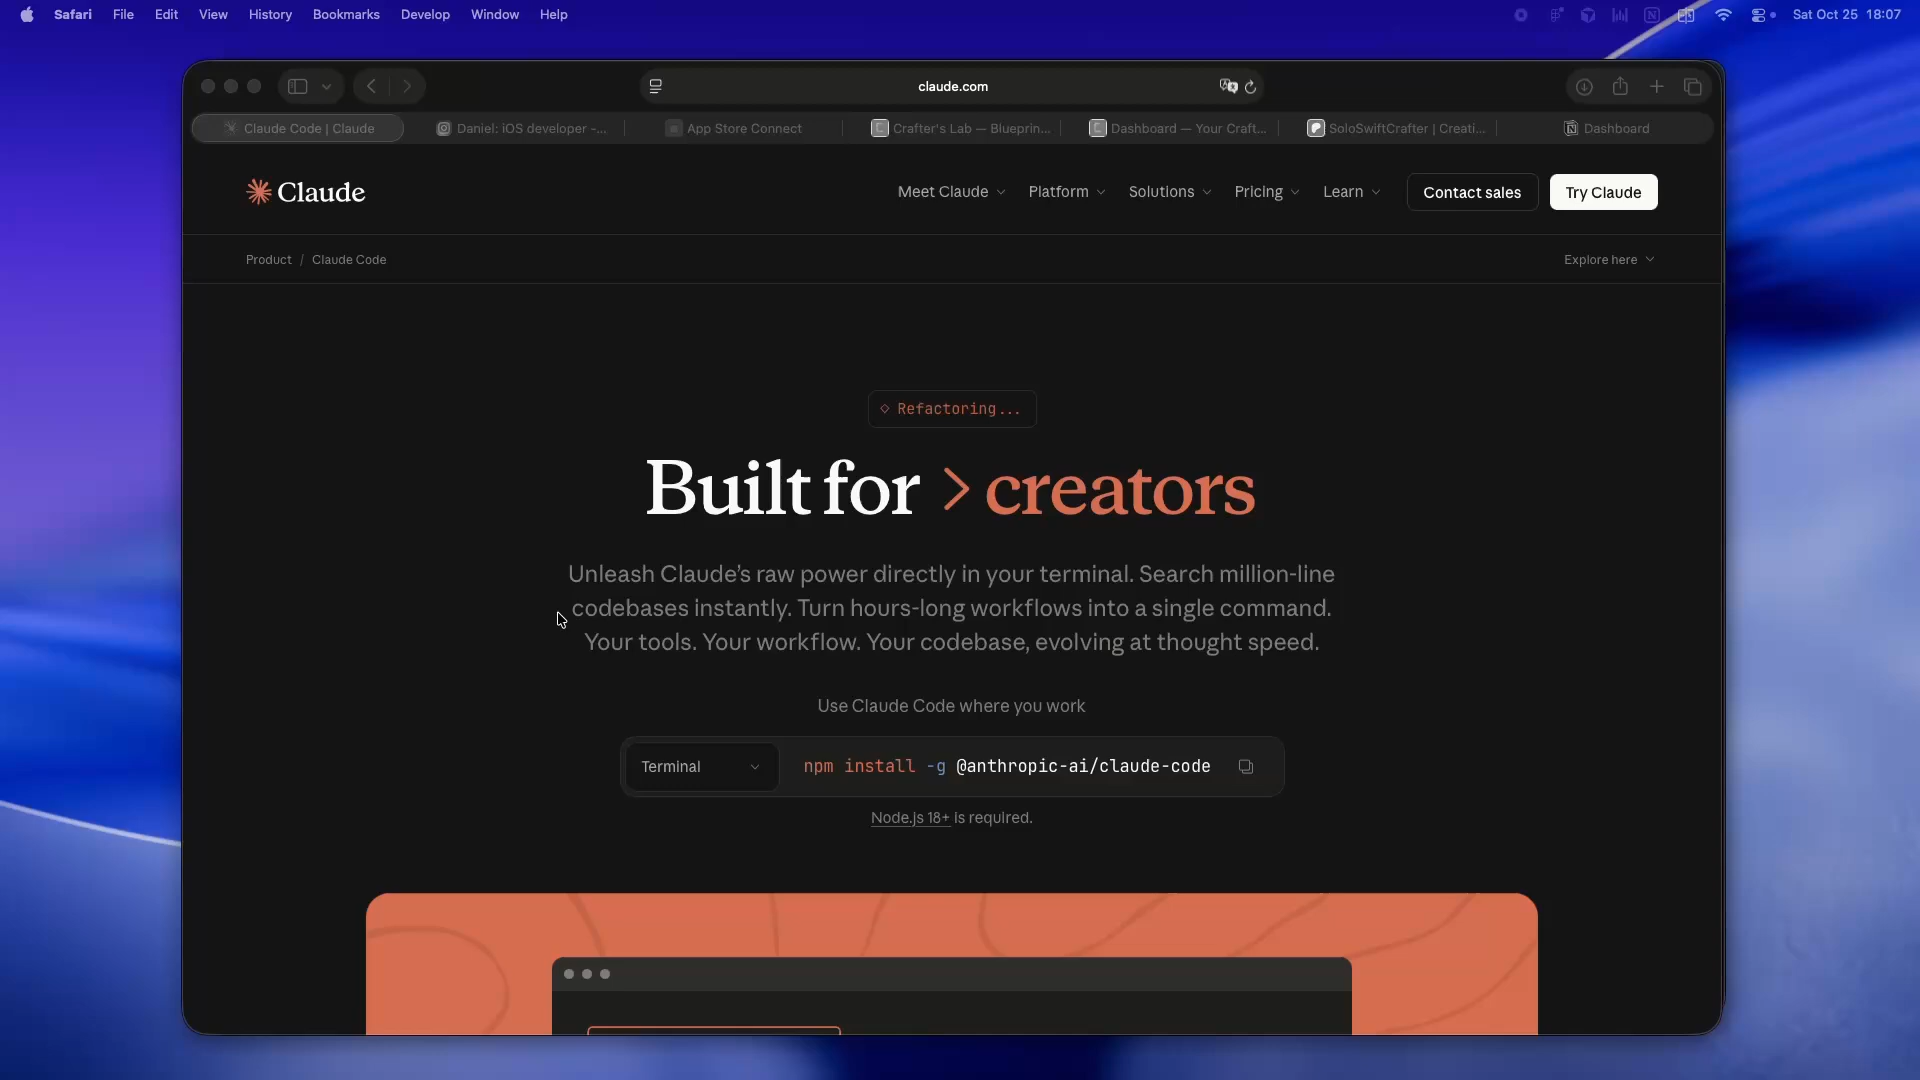 Safari File Edit View History Bookmarks Develop Window Help
Sat Oct 25 18:07
claude.com
Claude Code | Claude
Daniel: iOS developer -...
App Store Connect
Crafter's Lab — Blueprin...
Dashboard — Your Craft...
SoloSwiftCrafter | Creati...
Dashboard
Claude
Meet Claude Platform Solutions Pricing Learn Contact sales Try Claude
Product / Claude Code
Explore here
◇ Refactoring...
Built for > creators
Unleash Claude’s raw power directly in your terminal. Search million-line
codebases instantly. Turn hours-long workflows into a single command.
Your tools. Your workflow. Your codebase, evolving at thought speed.
Use Claude Code where you work
Terminal
npm install -g @anthropic-ai/claude-code
Node.js 18+ is required.